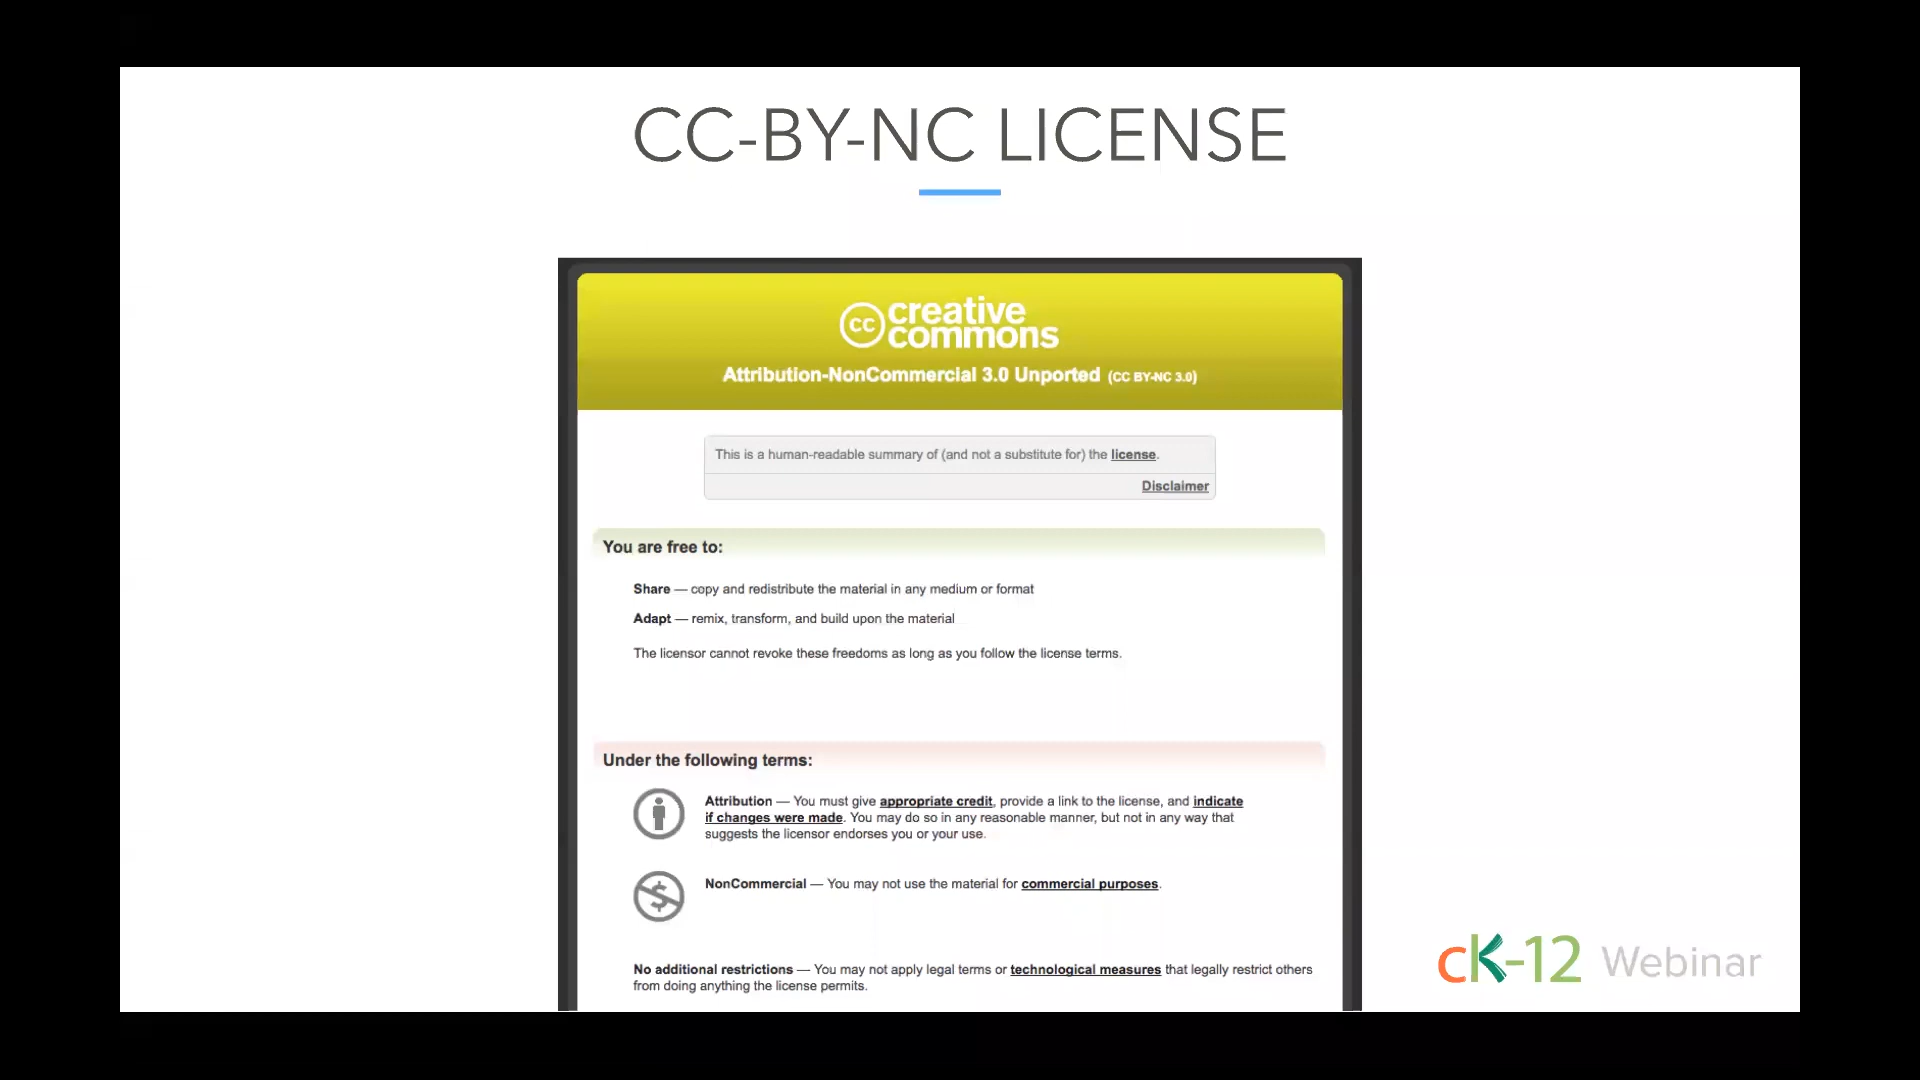 CC-BY-NC LICENSE
cc creative
commons
Attribution-NonCommercial 3.0 Unported (CC BY-NC 3.0)
This is a human-readable summary of (and not a substitute for) the license.
Disclaimer
You are free to:
Share — copy and redistribute the material in any medium or format
Adapt — remix, transform, and build upon the material
The licensor cannot revoke these freedoms as long as you follow the license terms.
Under the following terms:
Attribution — You must give appropriate credit, provide a link to the license, and indicate
if changes were made. You may do so in any reasonable manner, but not in any way that
suggests the licensor endorses you or your use.
$
NonCommercial — You may not use the material for commercial purposes.
No additional restrictions — You may not apply legal terms or technological measures that legally restrict others
from doing anything the license permits.
cK-12 Webinar